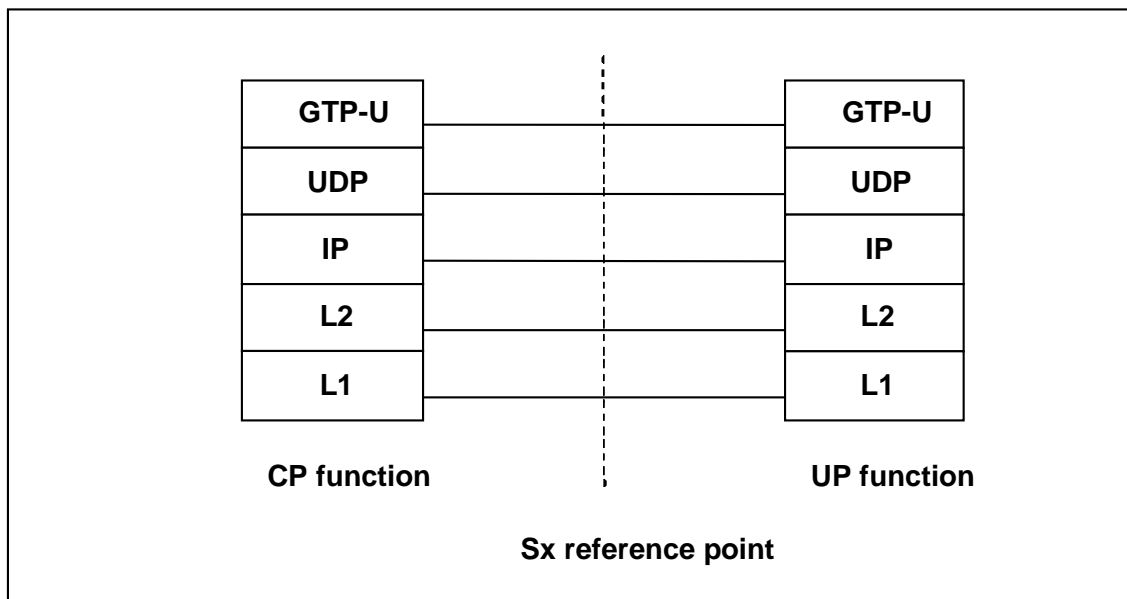 GTP-U GTP-U
UDP UDP
IP IP
L2 L2
L1 L1
CP function UP function
Sx reference point